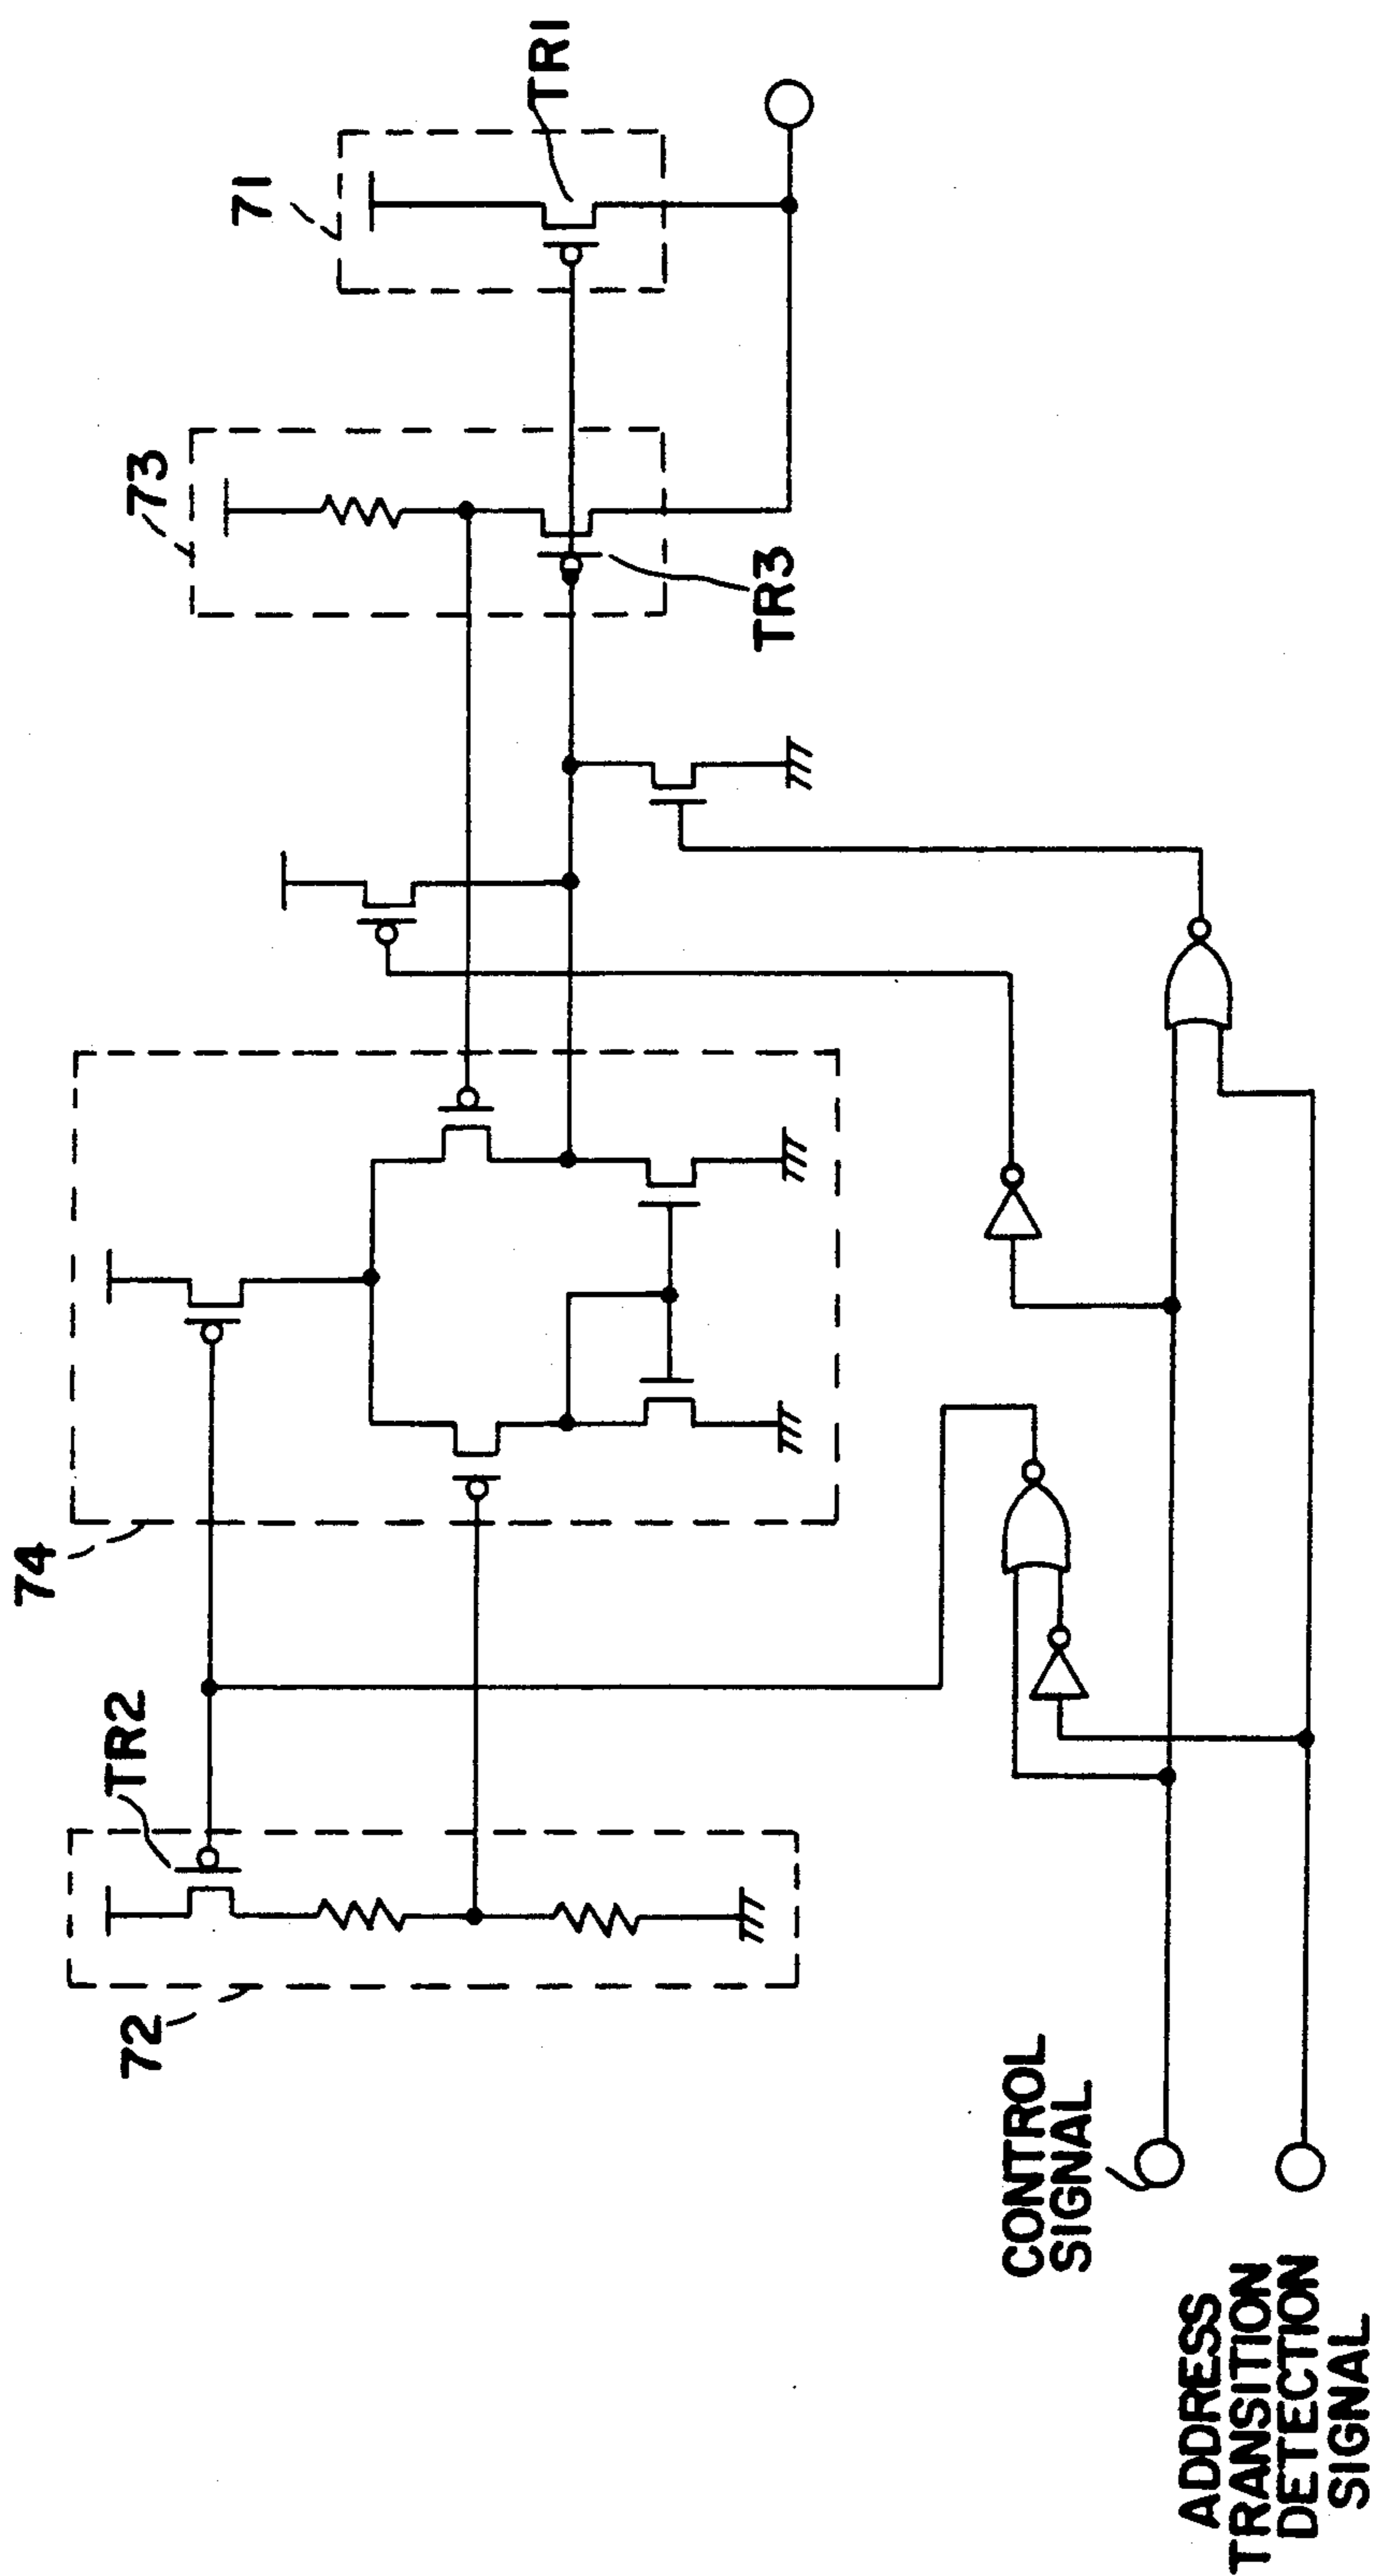 74
72
TR2
73
71
TR1
TR3
CONTROL
SIGNAL
ADDRESS
TRANSITION
DETECTION
SIGNAL